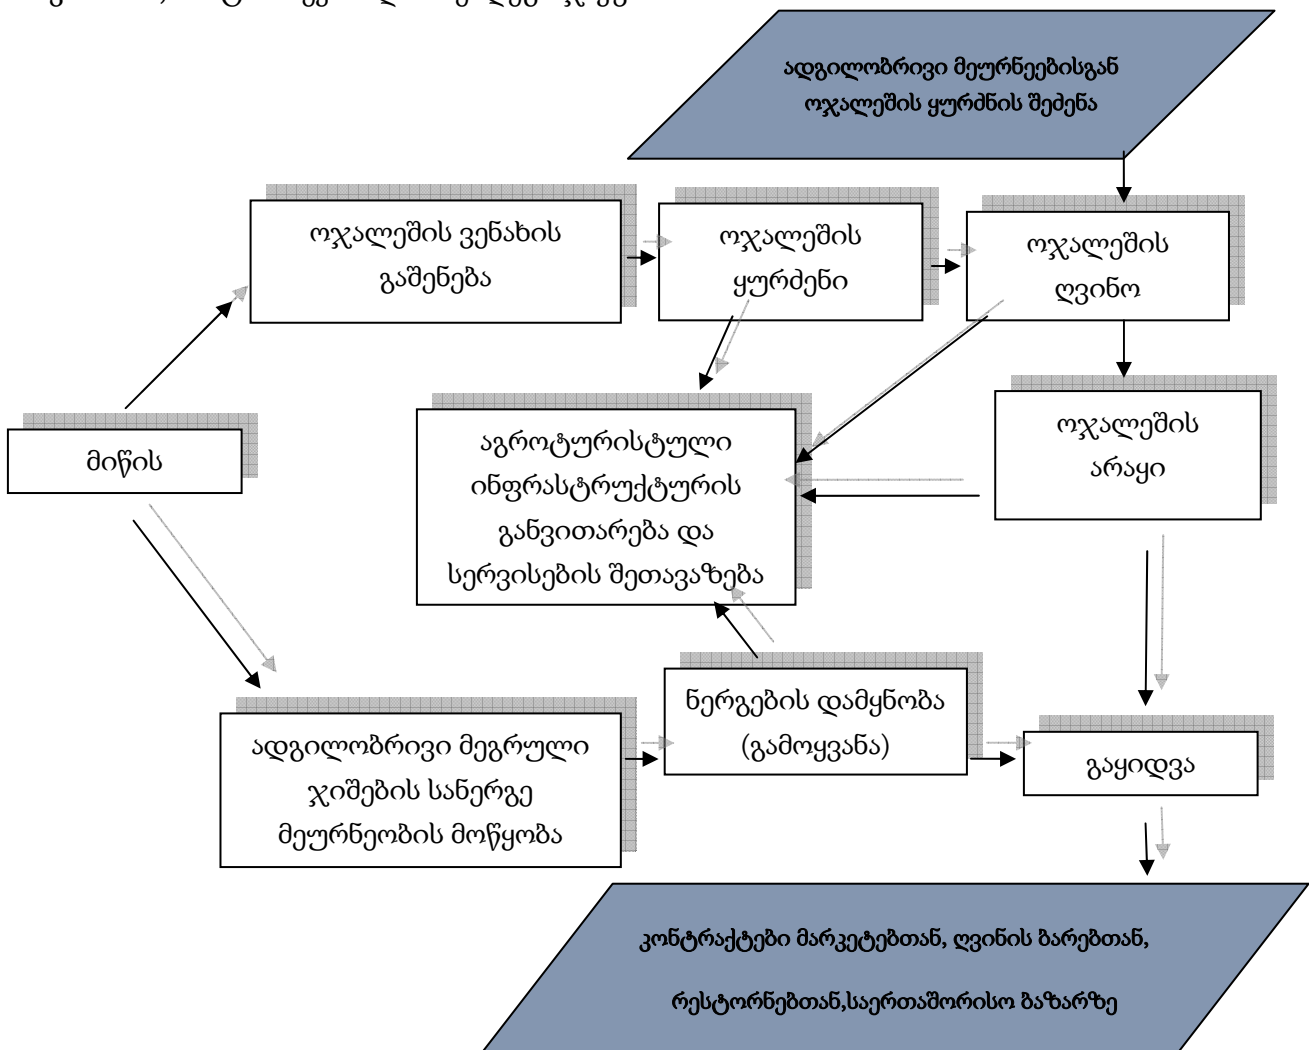 ადგილობრივი მეურნეებისგან
ოჯალეშის ყურძნის შეძენა
ოჯალეშის ვენახის
გაშენება
ოჯალეშის
ყურძენი
ოჯალეშის
ღვინო
მიწის
აგროტურისტული
ინფრასტრუქტურის
განვითარება და
სერვისების შეთავაზება
ოჯალეშის
არაყი
ადგილობრივი მეგრული
ჯიშების სანერგე
მეურნეობის მოწყობა
ნერგების დამყნობა
(გამოყვანა)
გაყიდვა
კონტრაქტები მარკეტებთან, ღვინის ბარებთან,
რესტორნებთან,საერთაშორისო ბაზარზე